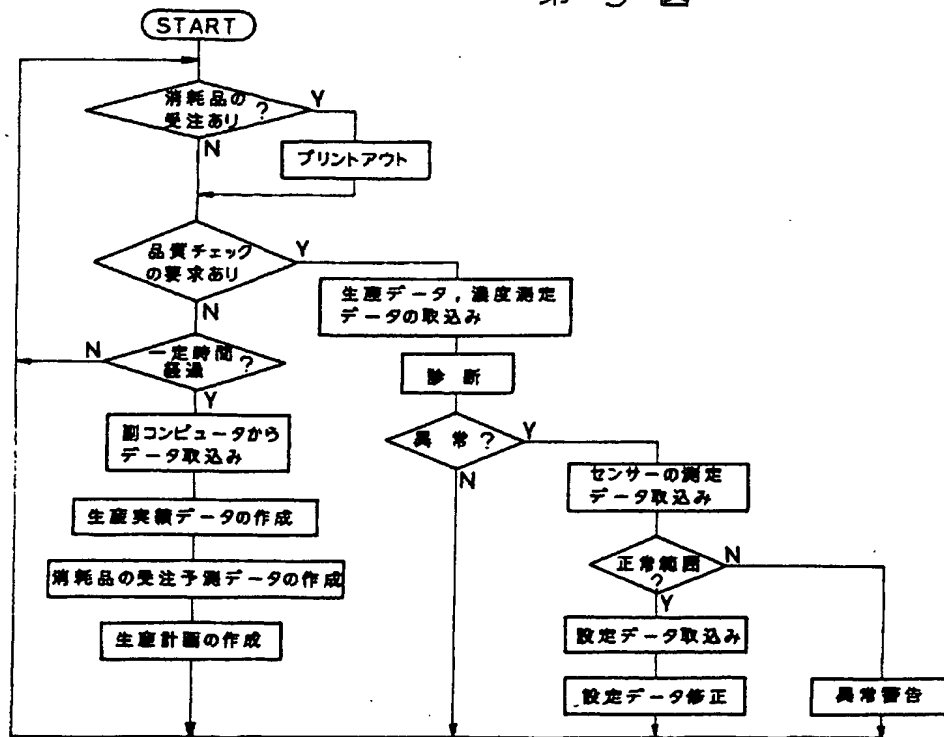 第 5 図
START
消耗品の
受注あり ?
Y
N
プリントアウト
品質チェック
の要求あり
Y
N
生産データ,濃度測定
データの取込み
一定時間
経過 ?
N
Y
診 断
副コンピュータから
データ取込み
異 常 ?
Y
N
センサーの測定
データ取込み
生産実績データの作成
正常範囲
?
N
Y
消耗品の受注予測データの作成
生産計画の作成
設定データ取込み
設定データ修正
異常警告